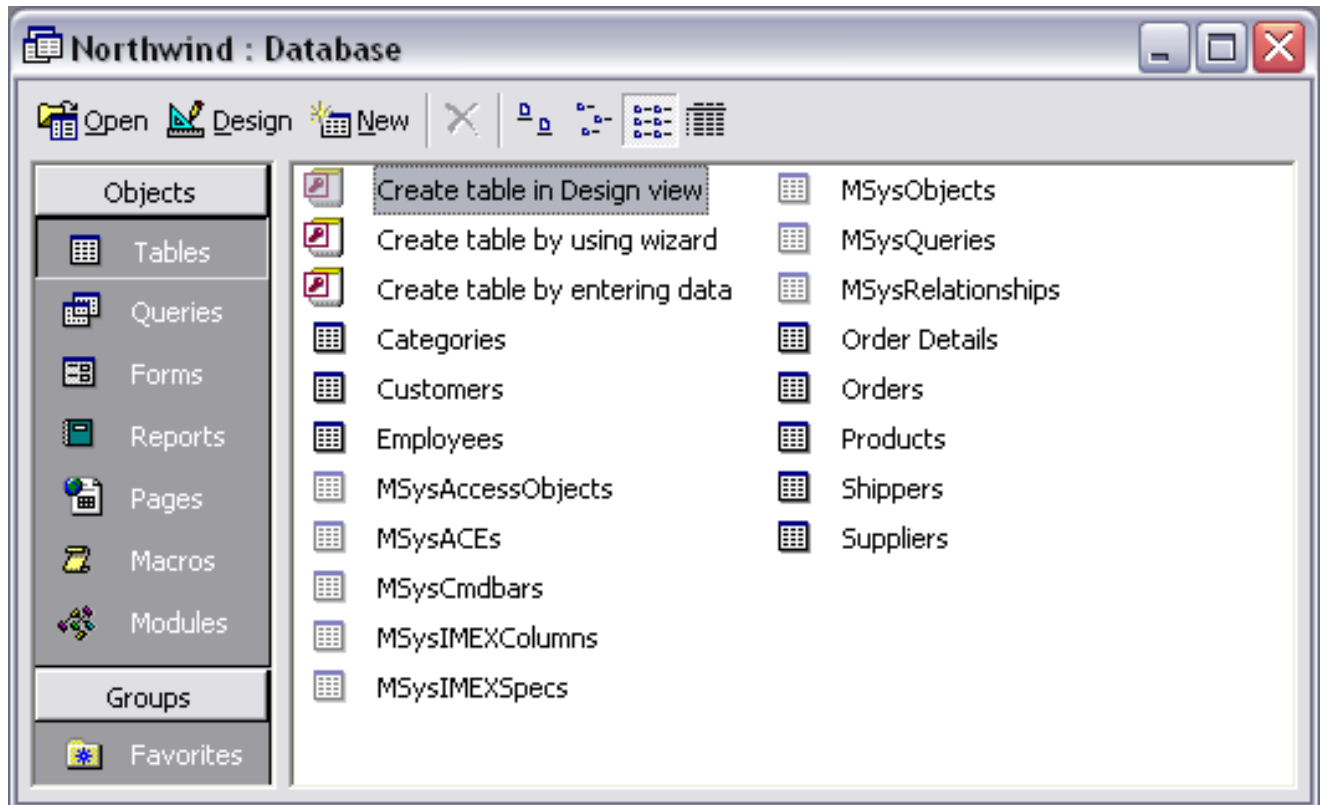 Northwind : Database
Open Design New
Objects
Tables
Queries
Forms
Reports
Pages
Macros
Modules
Groups
Favorites
Create table in Design view
Create table by using wizard
Create table by entering data
Categories
Customers
Employees
MSysAccessObjects
MSysACEs
MSysCmdbars
MSysIMEXColumns
MSysIMEXSpecs
MSysObjects
MSysQueries
MSysRelationships
Order Details
Orders
Products
Shippers
Suppliers